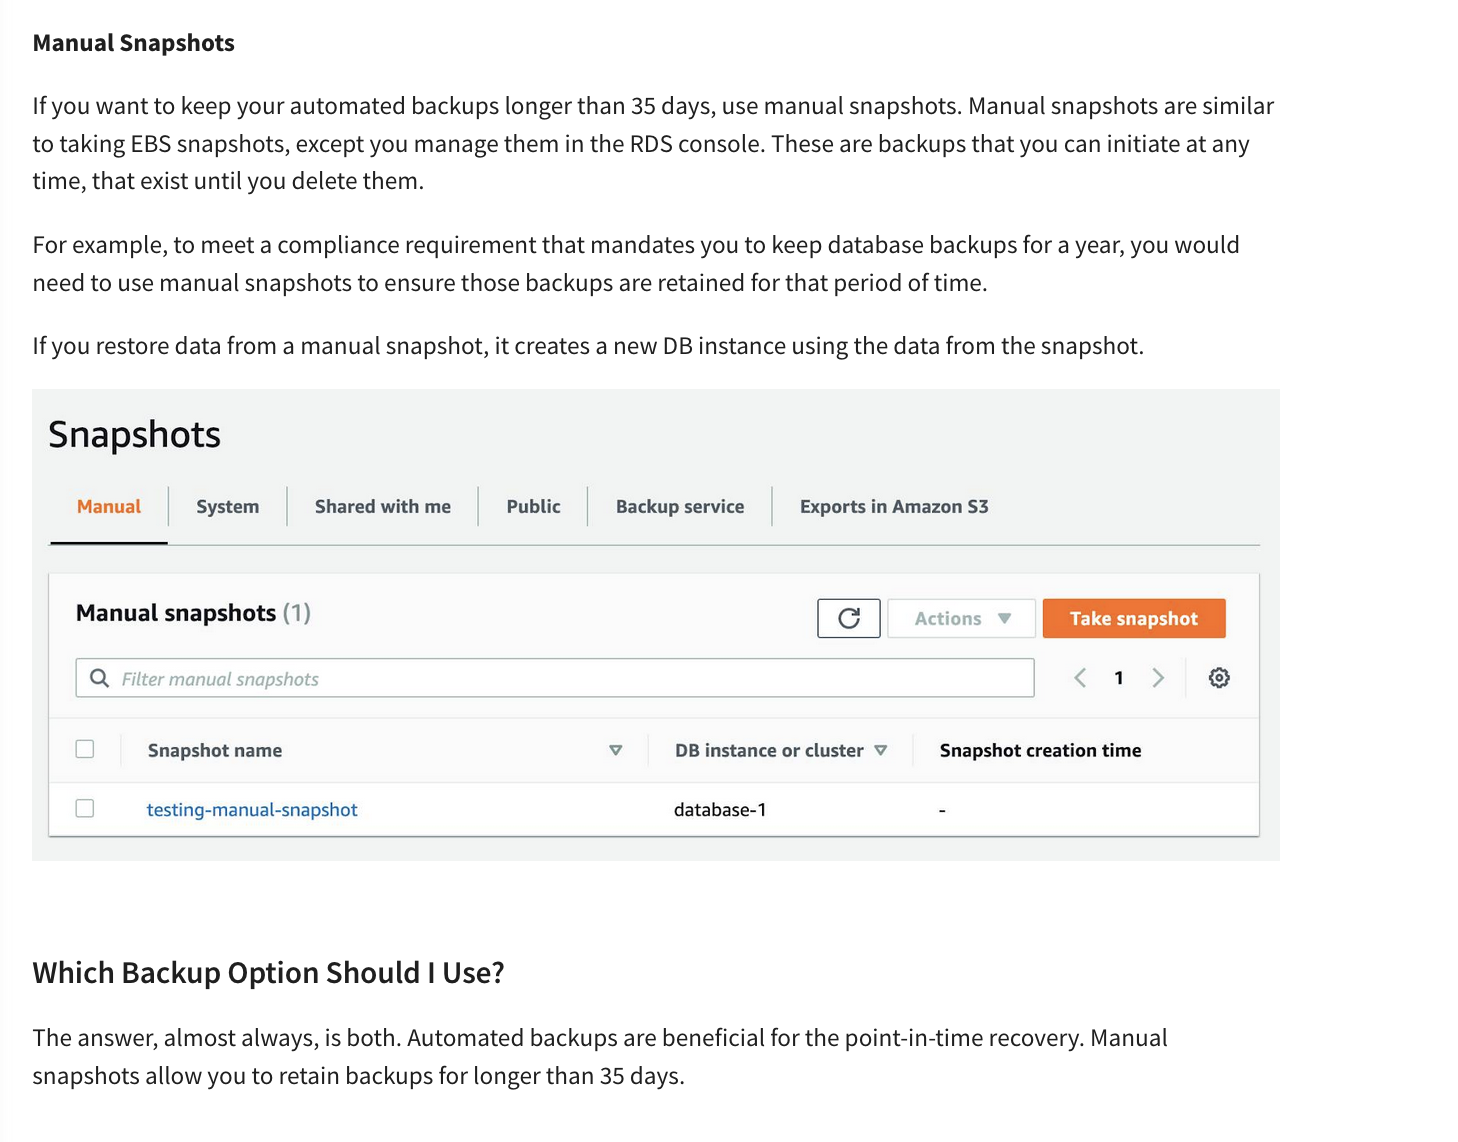 Manual Snapshots
If you want to keep your automated backups longer than 35 days, use manual snapshots. Manual snapshots are similar
to taking EBS snapshots, except you manage them in the RDS console. These are backups that you can initiate at any
time, that exist until you delete them.
For example, to meet a compliance requirement that mandates you to keep database backups for a year, you would
need to use manual snapshots to ensure those backups are retained for that period of time.
If you restore data from a manual snapshot, it creates a new DB instance using the data from the snapshot.
Snapshots
Manual System Shared with me Public Backup service Exports in Amazon S3
Manual snapshots (1) Actions Take snapshot
Filter manual snapshots 1
Snapshot name DB instance or cluster Snapshot creation time
testing-manual-snapshot database-1 -
Which Backup Option Should I Use?
The answer, almost always, is both. Automated backups are beneficial for the point-in-time recovery. Manual
snapshots allow you to retain backups for longer than 35 days.